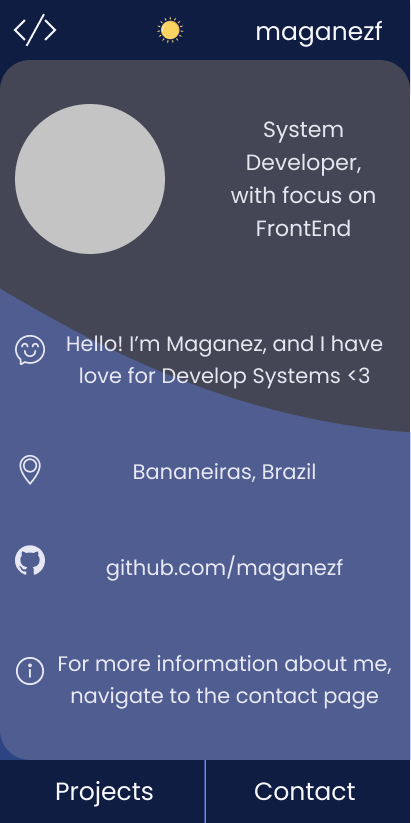 </> maganezf
System
Developer,
with focus on
FrontEnd
Hello! I’m Maganez, and I have
love for Develop Systems <3
Bananeiras, Brazil
github.com/maganezf
For more information about me,
navigate to the contact page
Projects Contact